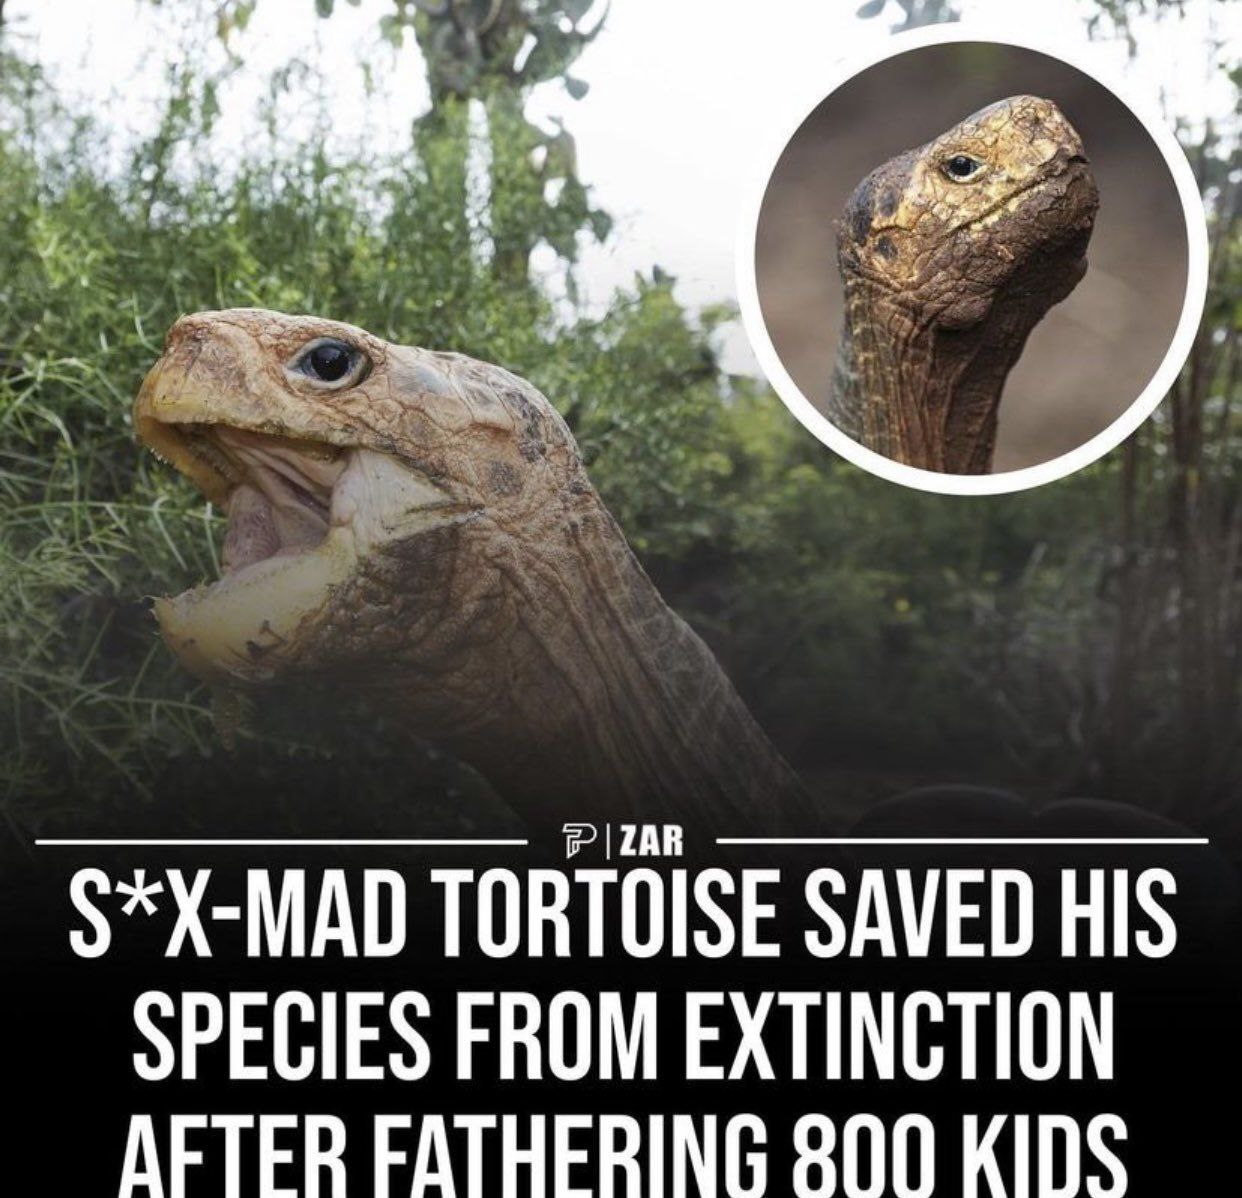 P | ZAR
S*X-MAD TORTOISE SAVED HIS
SPECIES FROM EXTINCTION
AFTER FATHERING 800 KIDS